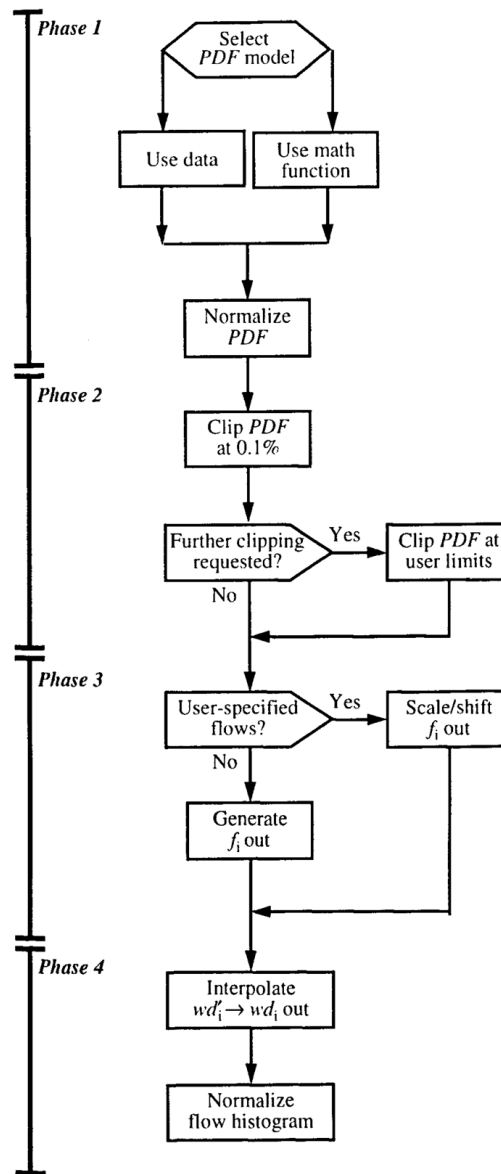 Phase 1
Select
PDF model
Use data
Use math
function
Normalize
PDF
Phase 2
Clip PDF
at 0.1%
Further clipping
requested?
Yes
Clip PDF at
user limits
No
Phase 3
User-specified
flows?
Yes
Scale/shift
fi out
No
Generate
fi out
Phase 4
Interpolate
wd′i → wdi out
Normalize
flow histogram